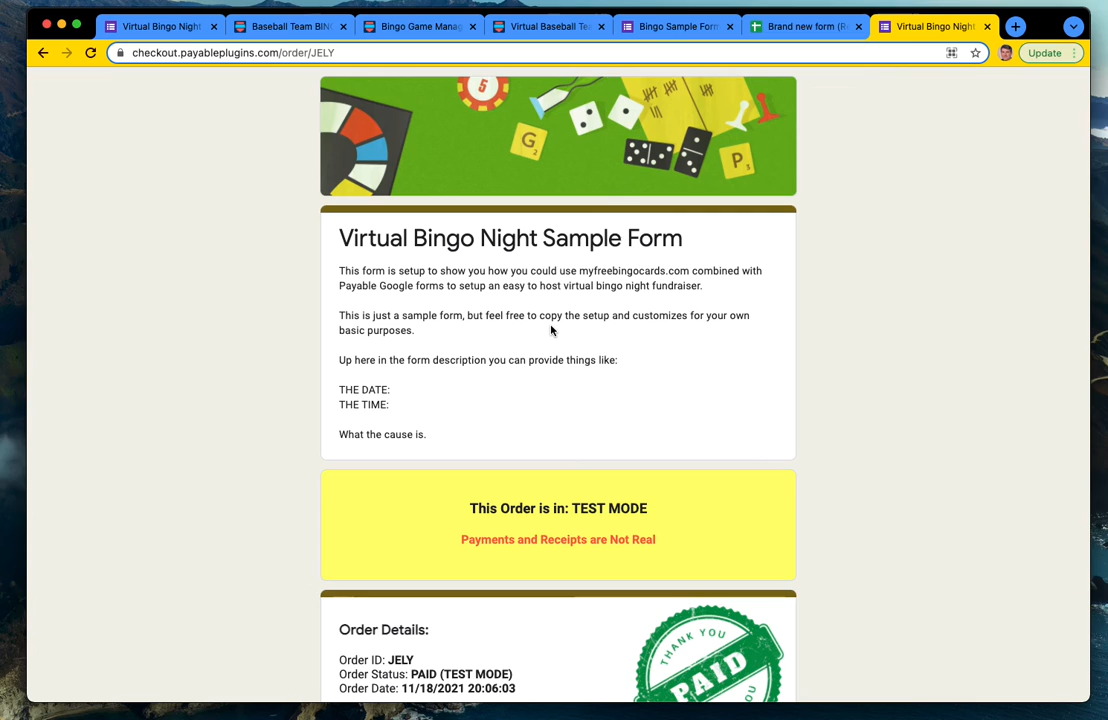 Virtual Bingo Night
Baseball Team BIN
Bingo Game Manag
Virtual Baseball Te
Bingo Sample Form
Brand new form (R
Virtual Bingo Night
checkout.payableplugins.com/order/JELY
Update
5
G
2
P
Virtual Bingo Night Sample Form
This form is setup to show you how you could use myfreebingocards.com combined with
Payable Google forms to setup an easy to host virtual bingo night fundraiser.
This is just a sample form, but feel free to copy the setup and customizes for your own
basic purposes.
Up here in the form description you can provide things like:
THE DATE:
THE TIME:
What the cause is.
This Order is in: TEST MODE
Payments and Receipts are Not Real
Order Details:
Order ID: JELY
Order Status: PAID (TEST MODE)
Order Date: 11/18/2021 20:06:03
THANK YOU
PAID